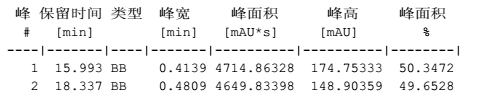 峰 保留时间 类型 峰宽 峰面积 峰高 峰面积
# [min] [min] [mAU*s] [mAU] %
----|-------|----|-------|----------|----------|--------|
1 15.993 BB 0.4139 4714.86328 174.75333 50.3472
2 18.337 BB 0.4809 4649.83398 148.90359 49.6528